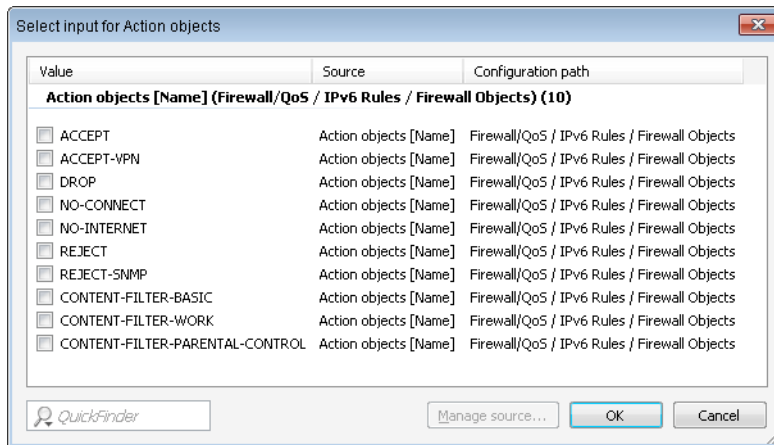 Select input for Action objects
Value Source Configuration path
Action objects [Name] (Firewall/QoS / IPv6 Rules / Firewall Objects) (10)
ACCEPT Action objects [Name] Firewall/QoS / IPv6 Rules / Firewall Objects
ACCEPT-VPN Action objects [Name] Firewall/QoS / IPv6 Rules / Firewall Objects
DROP Action objects [Name] Firewall/QoS / IPv6 Rules / Firewall Objects
NO-CONNECT Action objects [Name] Firewall/QoS / IPv6 Rules / Firewall Objects
NO-INTERNET Action objects [Name] Firewall/QoS / IPv6 Rules / Firewall Objects
REJECT Action objects [Name] Firewall/QoS / IPv6 Rules / Firewall Objects
REJECT-SNMP Action objects [Name] Firewall/QoS / IPv6 Rules / Firewall Objects
CONTENT-FILTER-BASIC Action objects [Name] Firewall/QoS / IPv6 Rules / Firewall Objects
CONTENT-FILTER-WORK Action objects [Name] Firewall/QoS / IPv6 Rules / Firewall Objects
CONTENT-FILTER-PARENTAL-CONTROL Action objects [Name] Firewall/QoS / IPv6 Rules / Firewall Objects
QuickFinder Manage source... OK Cancel